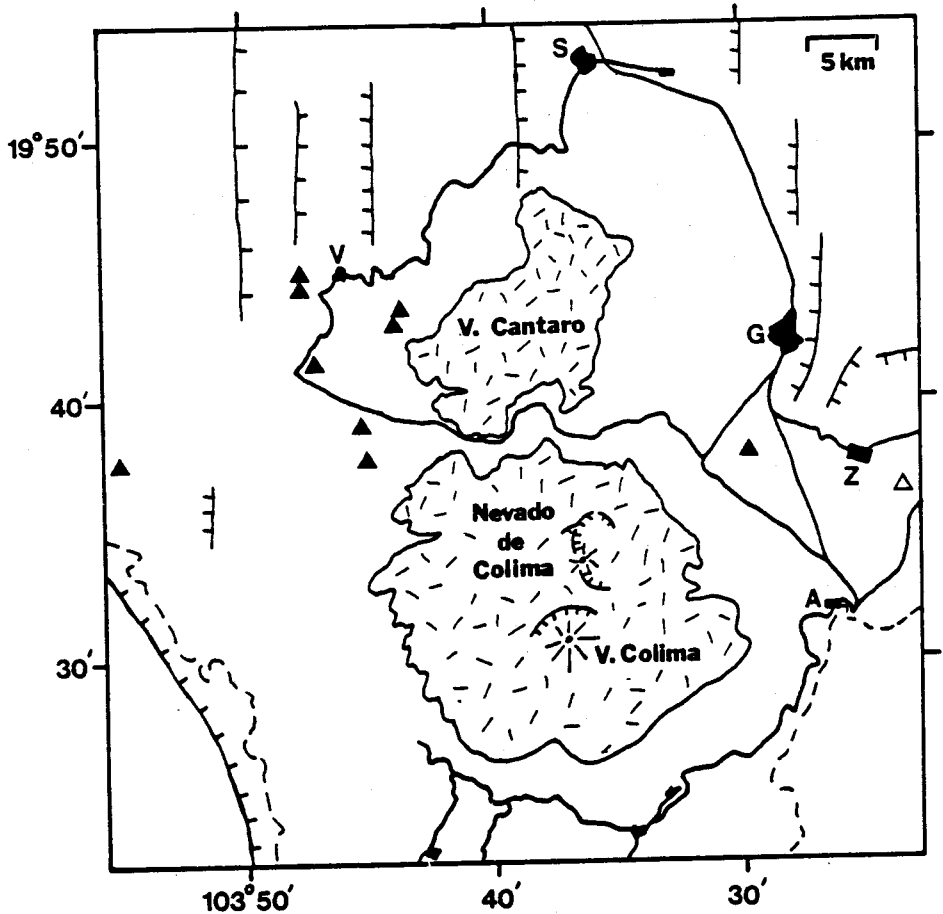 S
5 km
19°50′
V
V. Cantaro
G
40′
Z
Nevado
de
Colima
A
V. Colima
30′
103°50′
40′
30′